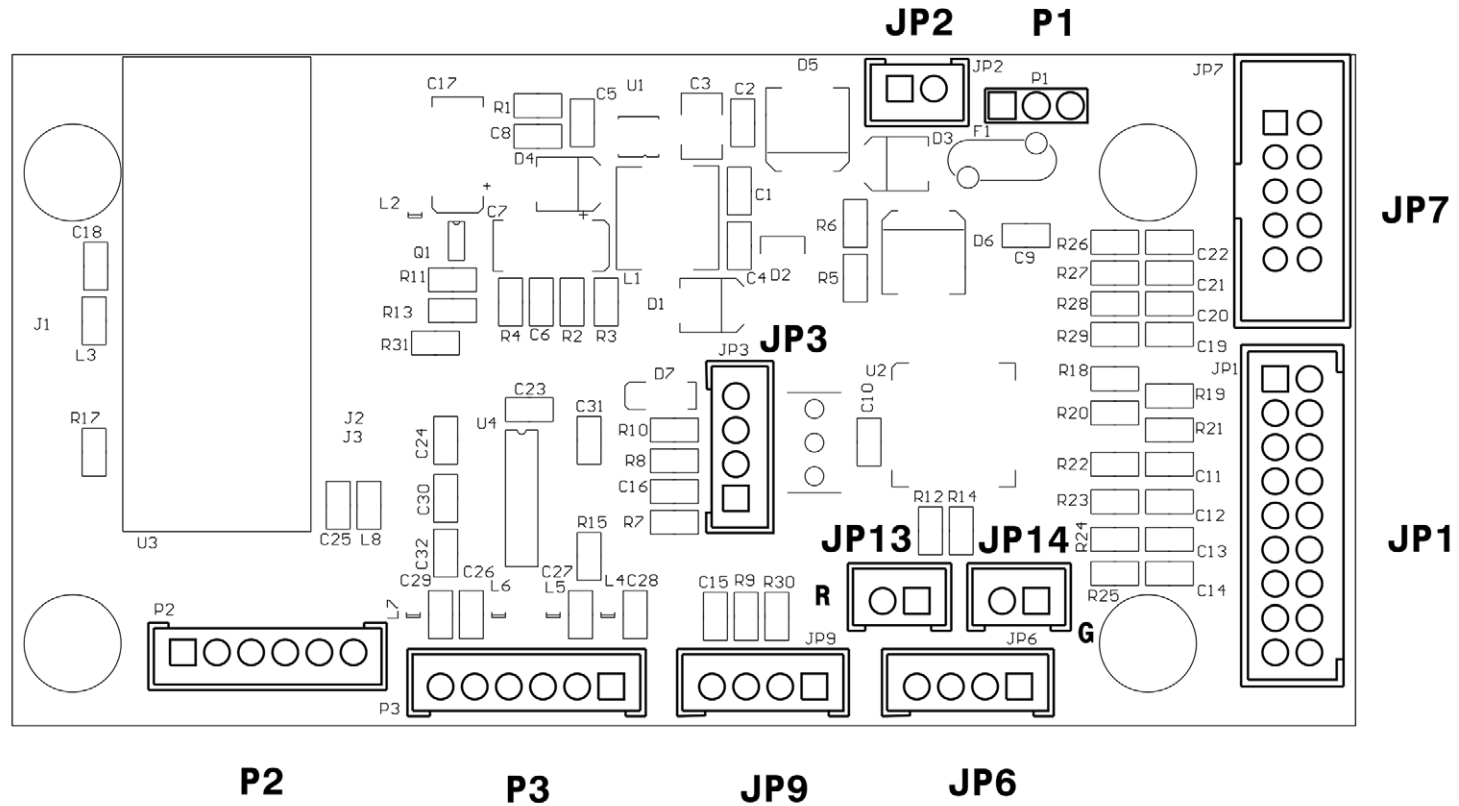 JP2 P1
C17 R1 C5 U1 C3 C2 D5 JP2 P1 JP7
C8 D4 D3 F1
L2 + C7 + C1 R6 JP7
C18 Q1 D6 C9 R26 C22
R11 L1 C4 D2 R5 R27 C21
J1 R13 D1 R28 C20
L3 R31 R4 C6 R2 R3 JP3 R29 C19
JP3 U2 R18 JP1
D7 R19
C23
R17 J2 C24 U4 C31 R10 C10 R20 R21
J3
R8 R22 C11
C30 C16 R12 R14 R23 C12
R7 R15
U3 C25 L8 C32 JP13 JP14 R24 C13 JP1
C29 C26 L6 C27 L5 L4 C28 C15 R9 R30 R25 C14
P2 L7 R G
JP9 JP6
P3
P2 P3 JP9 JP6